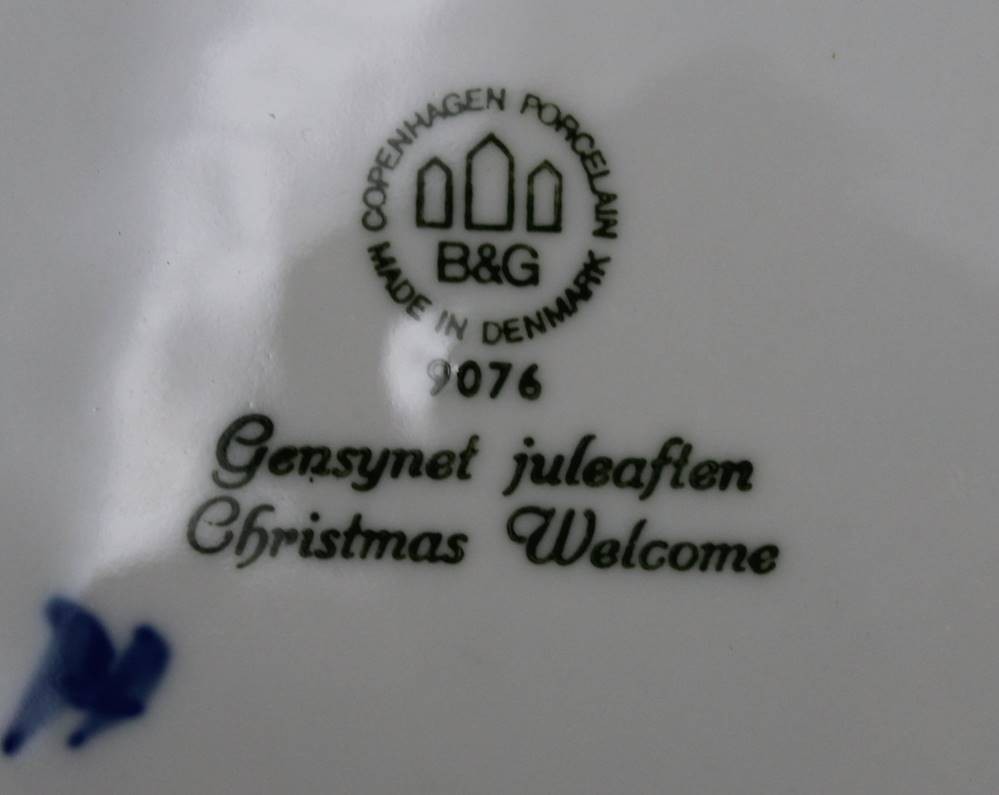 COPENHAGEN PORCELAIN
B&G
MADE IN DENMARK
9076
Gensynet juleaften
Christmas Welcome